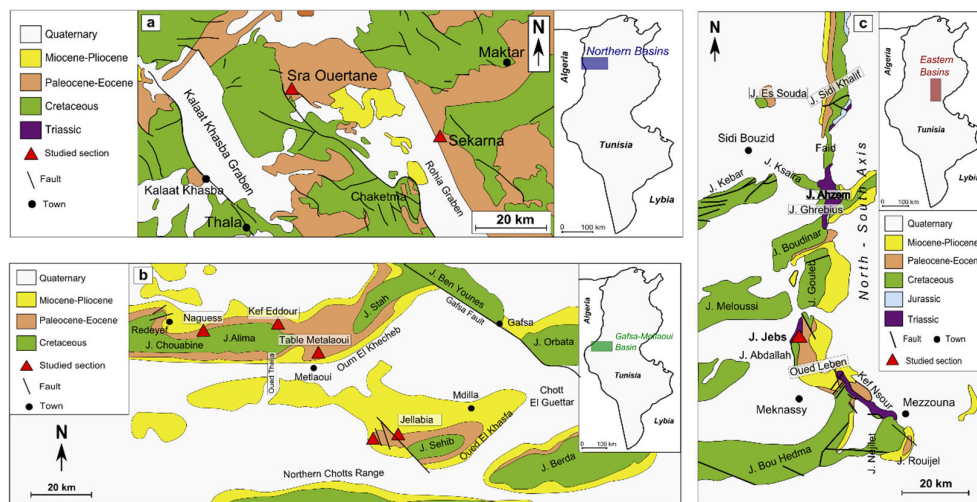 a
Quaternary
Miocene-Pliocene
Paleocene-Eocene
Cretaceous
Triassic
Studied section
Fault
Town
Kalaat Khasba Graben
Kalaat Khasba
Thala
Sra Ouertane
Maktar
Sekarna
Rohia Graben
Chaketma
N
20 km
Algeria
Northern Basins
Tunisia
Lybia
0 100 km
b
Quaternary
Miocene-Pliocene
Paleocene-Eocene
Cretaceous
Studied section
Fault
Town
N
20 km
Redeyef
Naguess
Kef Eddour
J. Chouabine
J.Alima
J. Stah
J. Ben Younes
Gafsa Fault
Gafsa
Table Metalaoui
Oum El Khecheb
Metlaoui
Oued Thelja
J. Orbata
Chott
El Guettar
Mdilla
Jellabia
J. Sehib
Oued El Khasfa
J. Berda
Northern Chotts Range
Algeria
Gafsa-Metlaoui
Basin
Tunisia
Lybia
0 100 km
c
N
J. Es Souda
J. Sidi Khalif
Sidi Bouzid
Faid
J. Ksaira
J. Kebar
J. Ahzem
J. Ghrebius
J. Boudinar
J. Gouleb
J. Meloussi
North - South Axis
J. Jebs
J. Abdallah
Oued Leben
Kef Nsour
Meknassy
Mezzouna
J. Nejilet
J. Rouijel
J. Bou Hedma
20 km
Algeria
Eastern
Basins
Tunisia
Lybia
0 100 km
Quaternary
Miocene-Pliocene
Paleocene-Eocene
Cretaceous
Jurassic
Triassic
Fault
Town
Studied section